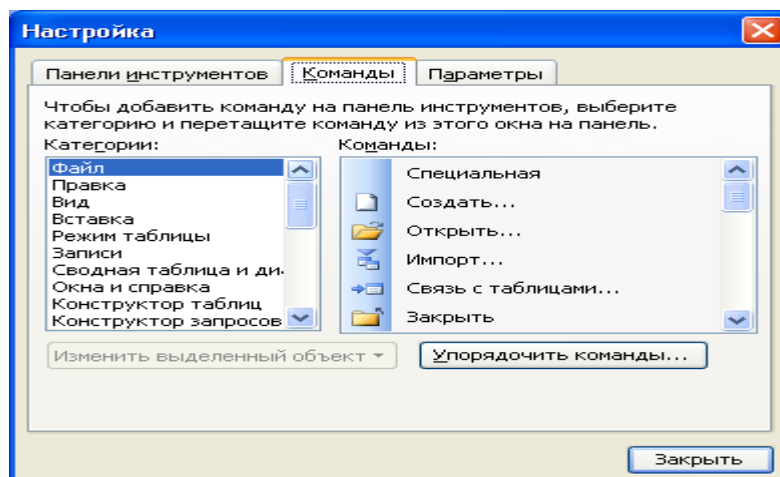 Настройка
Панели инструментов
Команды
Параметры
Чтобы добавить команду на панель инструментов, выберите
категорию и перетащите команду из этого окна на панель.
Категории:
Команды:
Файл
Правка
Вид
Вставка
Режим таблицы
Записи
Сводная таблица и ди
Окна и справка
Конструктор таблиц
Конструктор запросов
Специальная
Создать...
Открыть...
Импорт...
Связь с таблицами...
Закрыть
Изменить выделенный объект
Упорядочить команды...
Закрыть